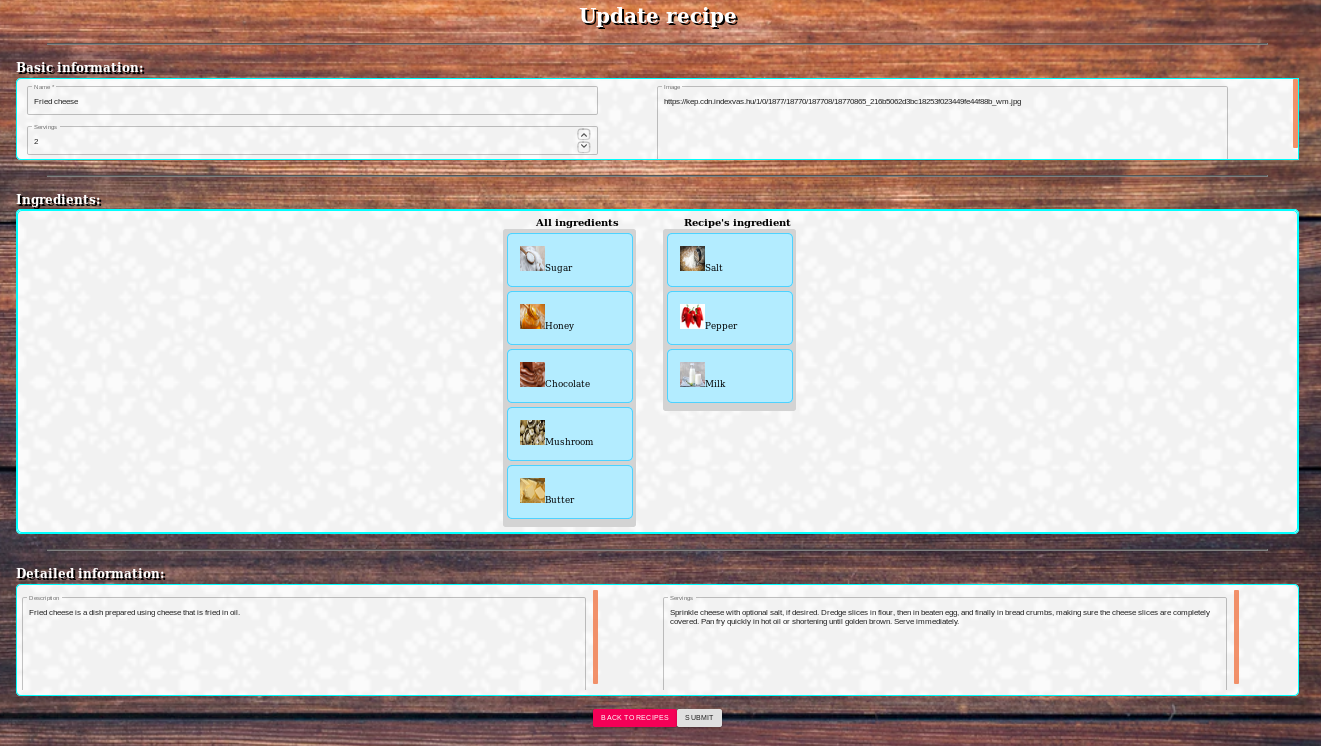 Update recipe
Basic information:
Name *
Fried cheese
Image
https://kep.cdn.indexvas.hu/1/0/1877/18770/187708/18770865_216b5062d3bc18253f023449fe44f88b_wm.jpg
Servings
2
Ingredients:
All ingredients
Recipe's ingredient
Sugar
Salt
Honey
Pepper
Chocolate
Milk
Mushroom
Butter
Detailed information:
Description
Fried cheese is a dish prepared using cheese that is fried in oil.
Servings
Sprinkle cheese with optional salt, if desired. Dredge slices in flour, then in beaten egg, and finally in bread crumbs, making sure the cheese slices are completely
covered. Pan fry quickly in hot oil or shortening until golden brown. Serve immediately.
BACK TO RECIPES
SUBMIT